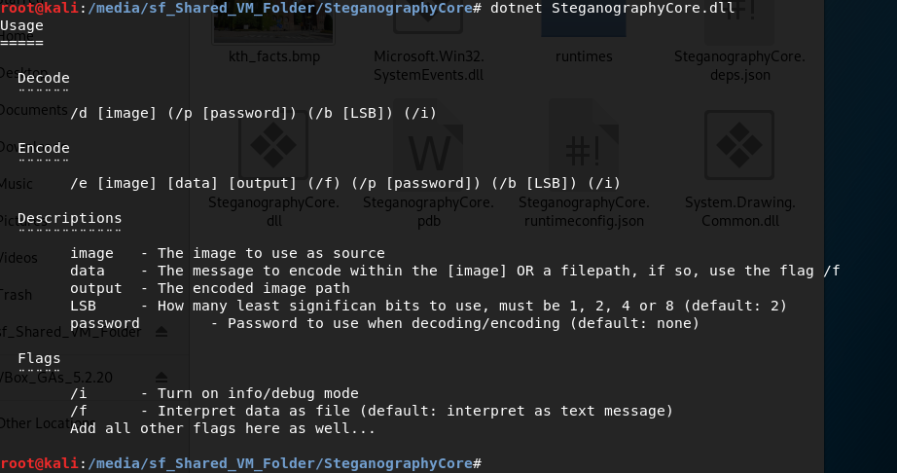 root@kali:/media/sf_Shared_VM_Folder/SteganographyCore# dotnet SteganographyCore.dll
Usage
=====
Decode
------
/d [image] (/p [password]) (/b [LSB]) (/i)
Encode
------
/e [image] [data] [output] (/f) (/p [password]) (/b [LSB]) (/i)
Descriptions
------------
image - The image to use as source
data - The message to encode within the [image] OR a filepath, if so, use the flag /f
output - The encoded image path
LSB - How many least significan bits to use, must be 1, 2, 4 or 8 (default: 2)
password - Password to use when decoding/encoding (default: none)
Flags
-----
/i - Turn on info/debug mode
/f - Interpret data as file (default: interpret as text message)
Add all other flags here as well...
root@kali:/media/sf_Shared_VM_Folder/SteganographyCore#
kth_facts.bmp
Microsoft.Win32.
SystemEvents.dll
runtimes
SteganographyCore.
deps.json
SteganographyCore.
dll
SteganographyCore.
pdb
SteganographyCore.
runtimeconfig.json
System.Drawing.
Common.dll
Documents
Music
Videos
Trash
sf_Shared_VM_Folder
VBox_GAs_5.2.20